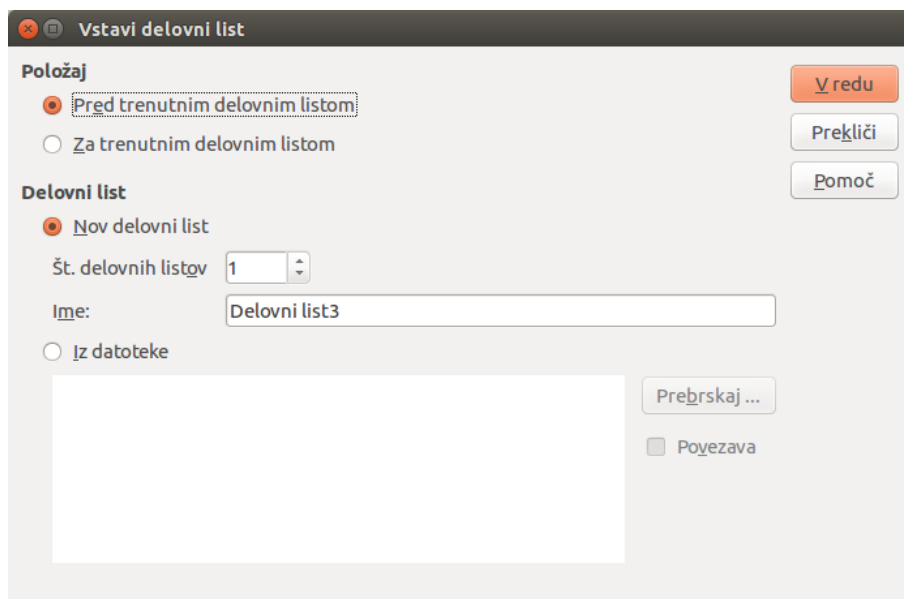 Vstavi delovni list
Položaj
Pred trenutnim delovnim listom
Za trenutnim delovnim listom
V redu
Prekliči
Pomoč
Delovni list
Nov delovni list
Št. delovnih listov 1
Ime: Delovni list3
Iz datoteke
Prebrskaj ...
Povezava